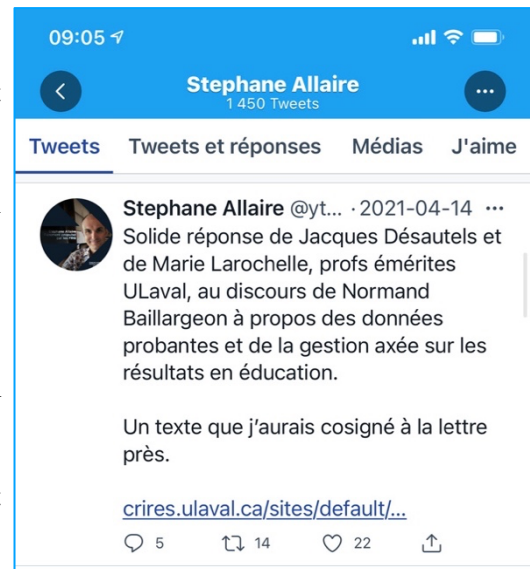 09:05
Stephane Allaire
1 450 Tweets
Tweets Tweets et réponses Médias J'aime
Stephane Allaire @yt... · 2021-04-14 ...
Solide réponse de Jacques Désautels et
de Marie Larochelle, profs émérites
ULaval, au discours de Normand
Baillargeon à propos des données
probantes et de la gestion axée sur les
résultats en éducation.
Un texte que j’aurais cosigné à la lettre
près.
crires.ulaval.ca/sites/default/...
5 14 22